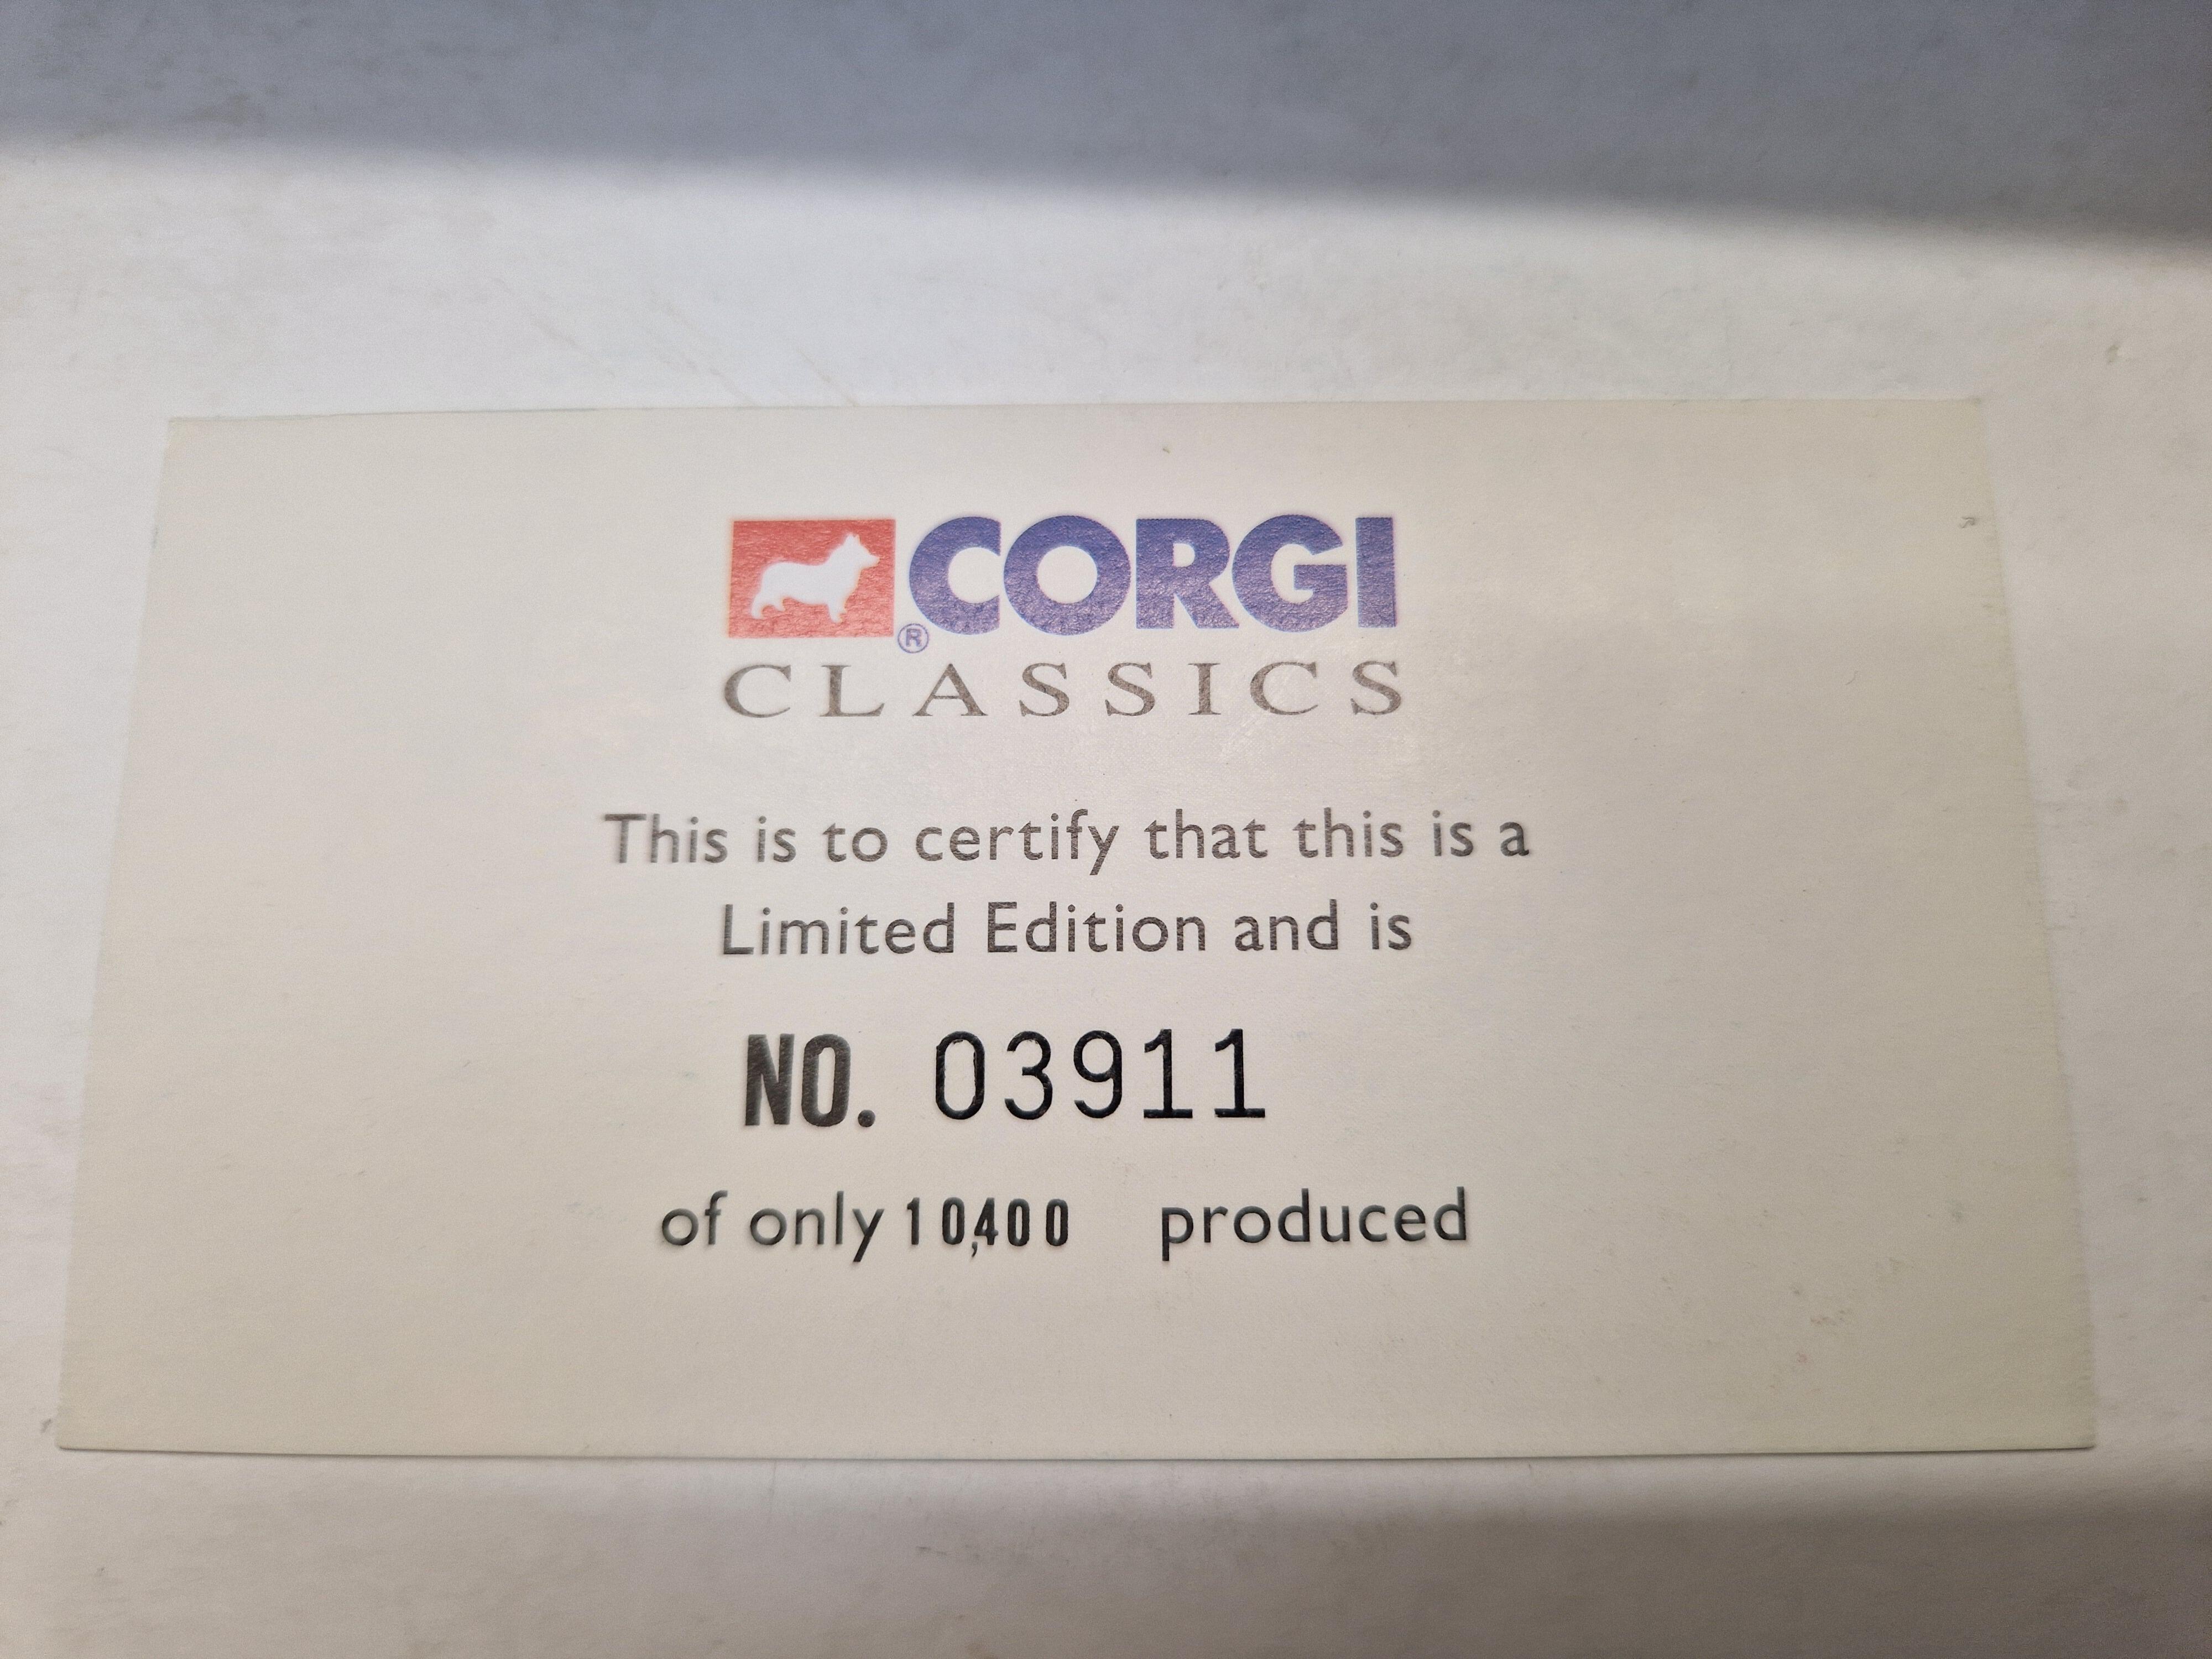 ® CORGI
CLASSICS
This is to certify that this is a
Limited Edition and is
NO. 03911
of only 10,400 produced